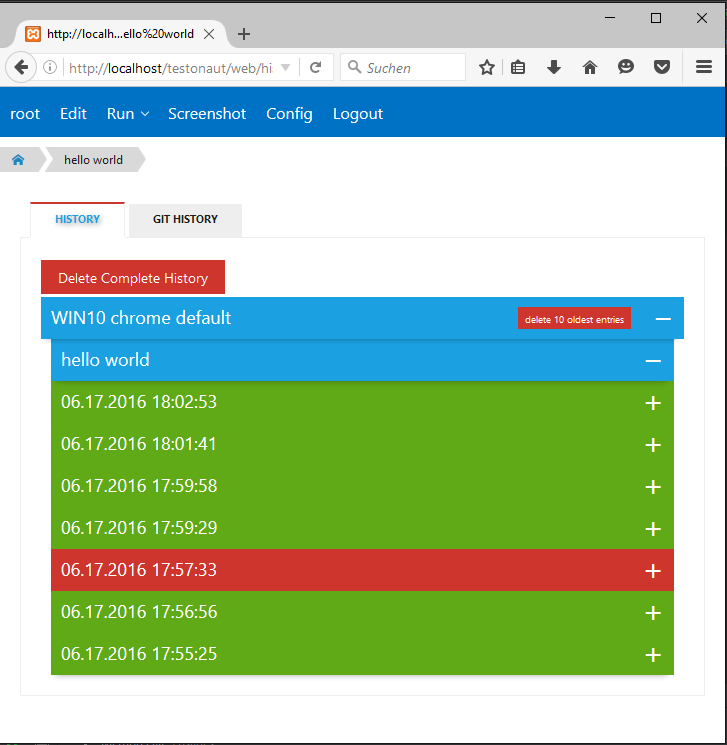 http://localh...ello%20world
http://localhost/testonaut/web/hi
Suchen
root Edit Run Screenshot Config Logout
hello world
HISTORY GIT HISTORY
Delete Complete History
WIN10 chrome default delete 10 oldest entries
hello world
06.17.2016 18:02:53
06.17.2016 18:01:41
06.17.2016 17:59:58
06.17.2016 17:59:29
06.17.2016 17:57:33
06.17.2016 17:56:56
06.17.2016 17:55:25